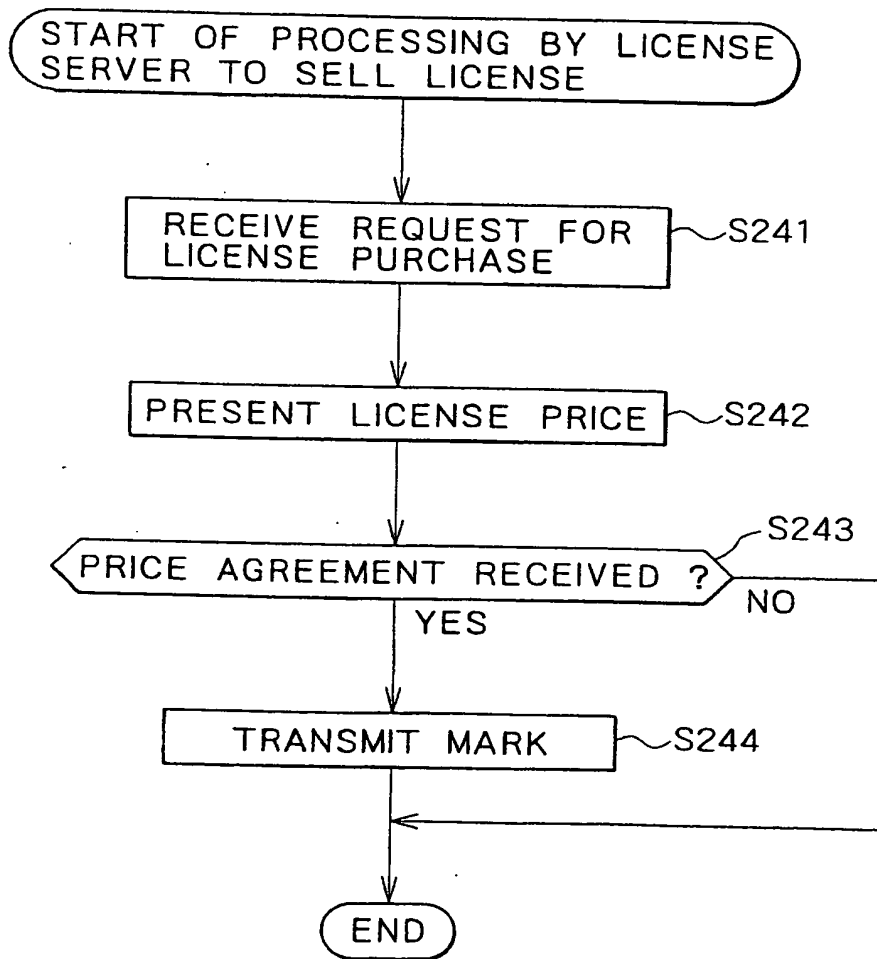 START OF PROCESSING BY LICENSE
SERVER TO SELL LICENSE
RECEIVE REQUEST FOR
LICENSE PURCHASE
S241
PRESENT LICENSE PRICE
S242
S243
PRICE AGREEMENT RECEIVED ?
NO
YES
TRANSMIT MARK
S244
END